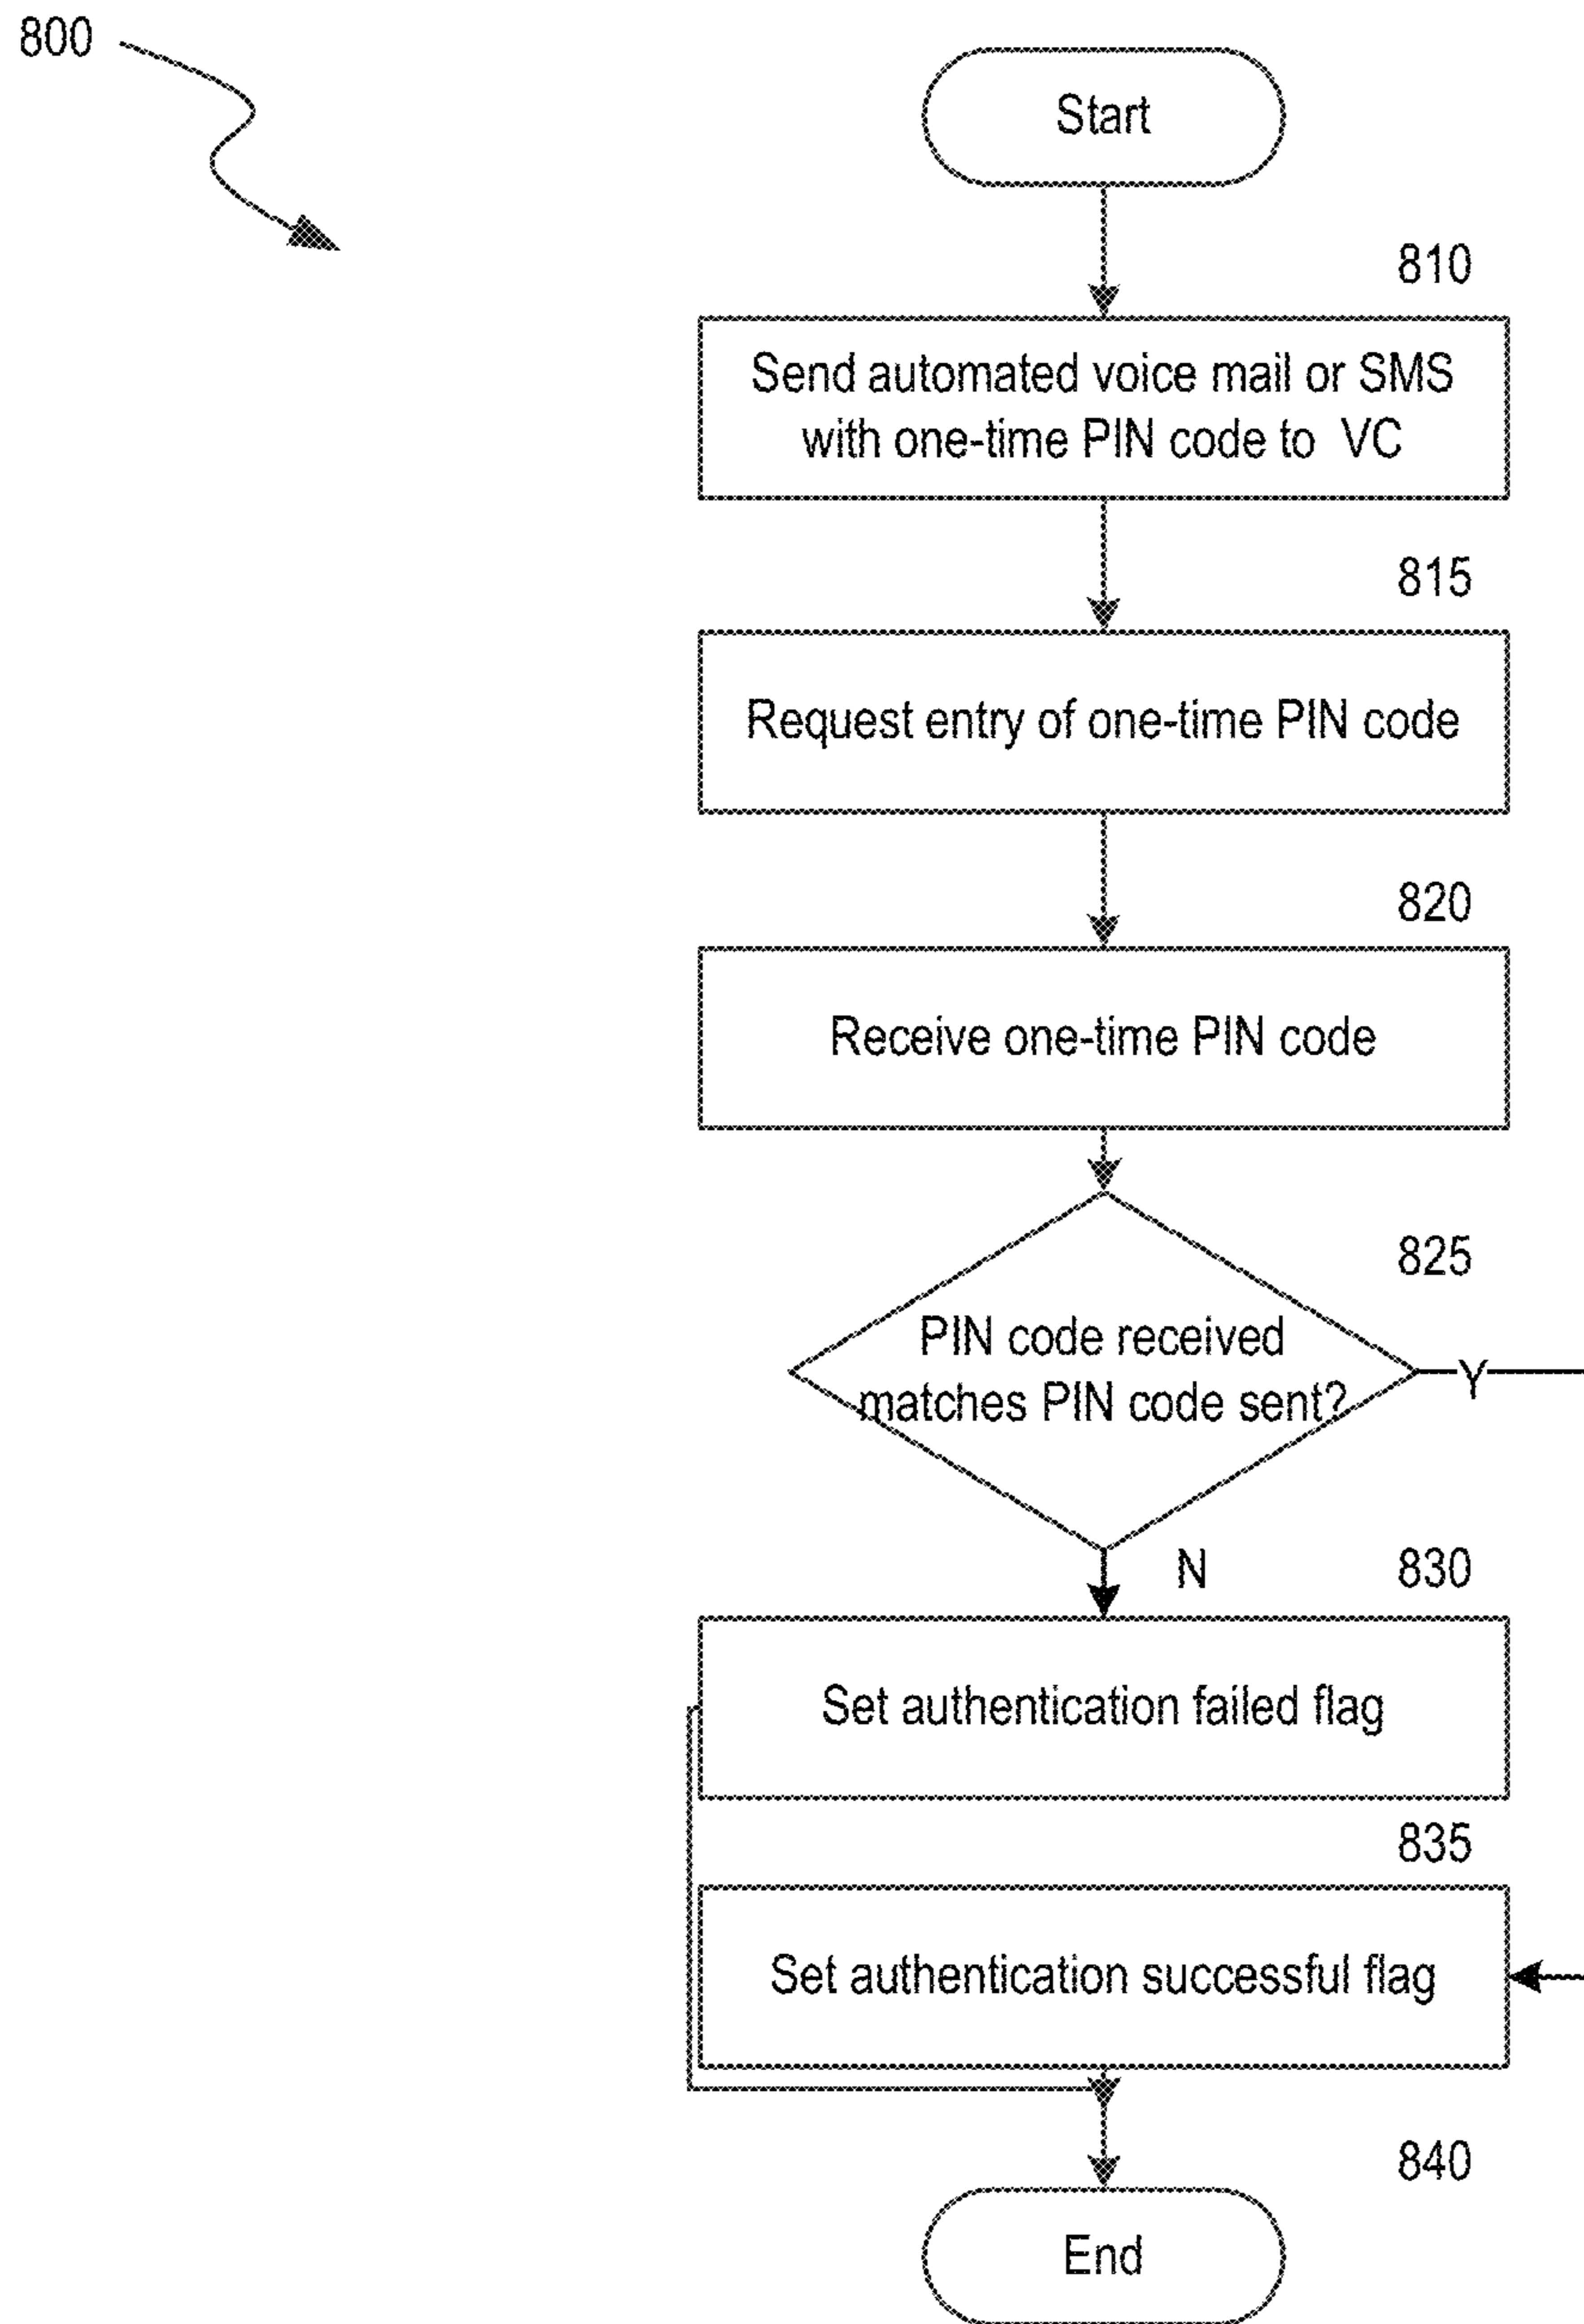 800
Start
810
Send automated voice mail or SMS
with one-time PIN code to VC
815
Request entry of one-time PIN code
820
Receive one-time PIN code
825
PIN code received
matches PIN code sent?
Y
N
830
Set authentication failed flag
835
Set authentication successful flag
840
End